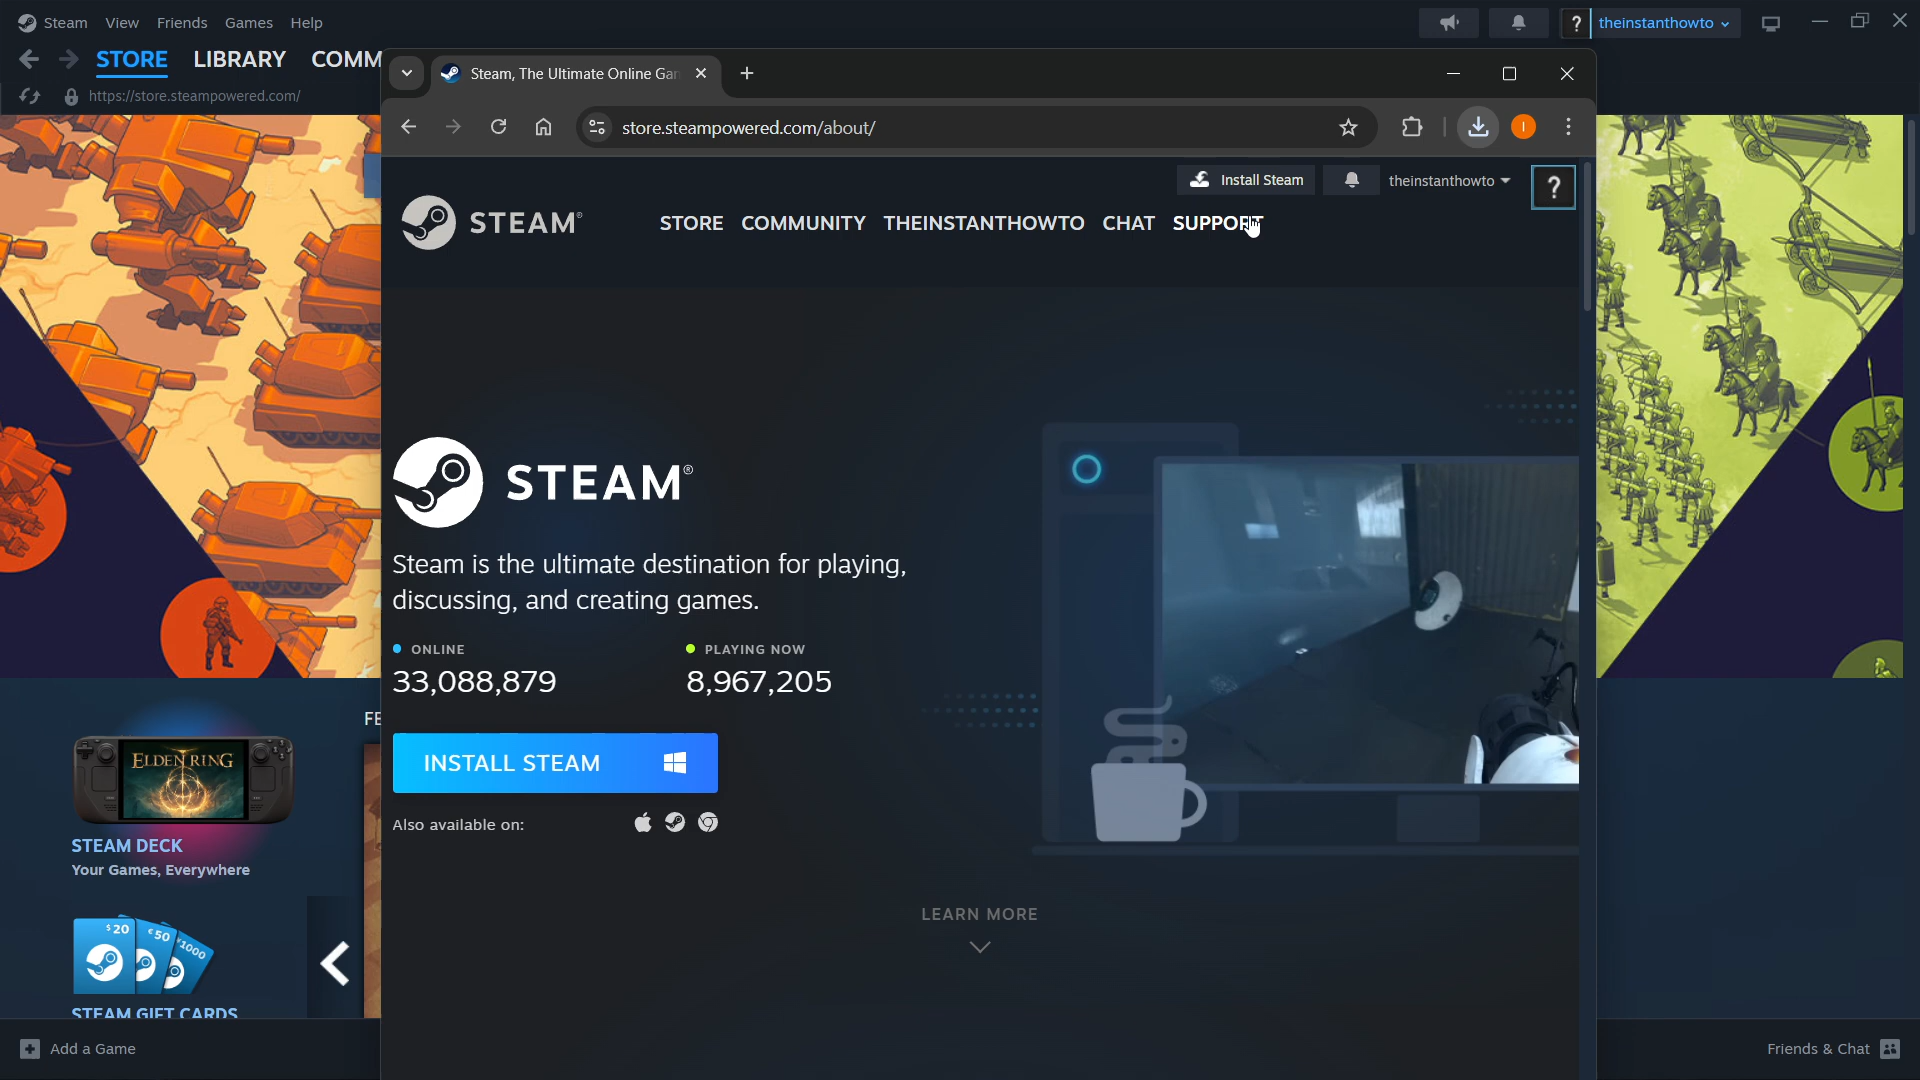 Steam View Friends Games Help
theinstanthowto
STORE LIBRARY COMM
https://store.steampowered.com/
Steam, The Ultimate Online Gar
store.steampowered.com/about/
Install Steam
theinstanthowto
?
STEAM®
STORE COMMUNITY THEINSTANTHOWTO CHAT SUPPORT
STEAM®
Steam is the ultimate destination for playing,
discussing, and creating games.
ONLINE
33,088,879
PLAYING NOW
8,967,205
INSTALL STEAM
Also available on:
LEARN MORE
FE
ELDEN RING
STEAM DECK
Your Games, Everywhere
$20
€50
¥1000
STEAM GIFT CARDS
Add a Game
Friends & Chat